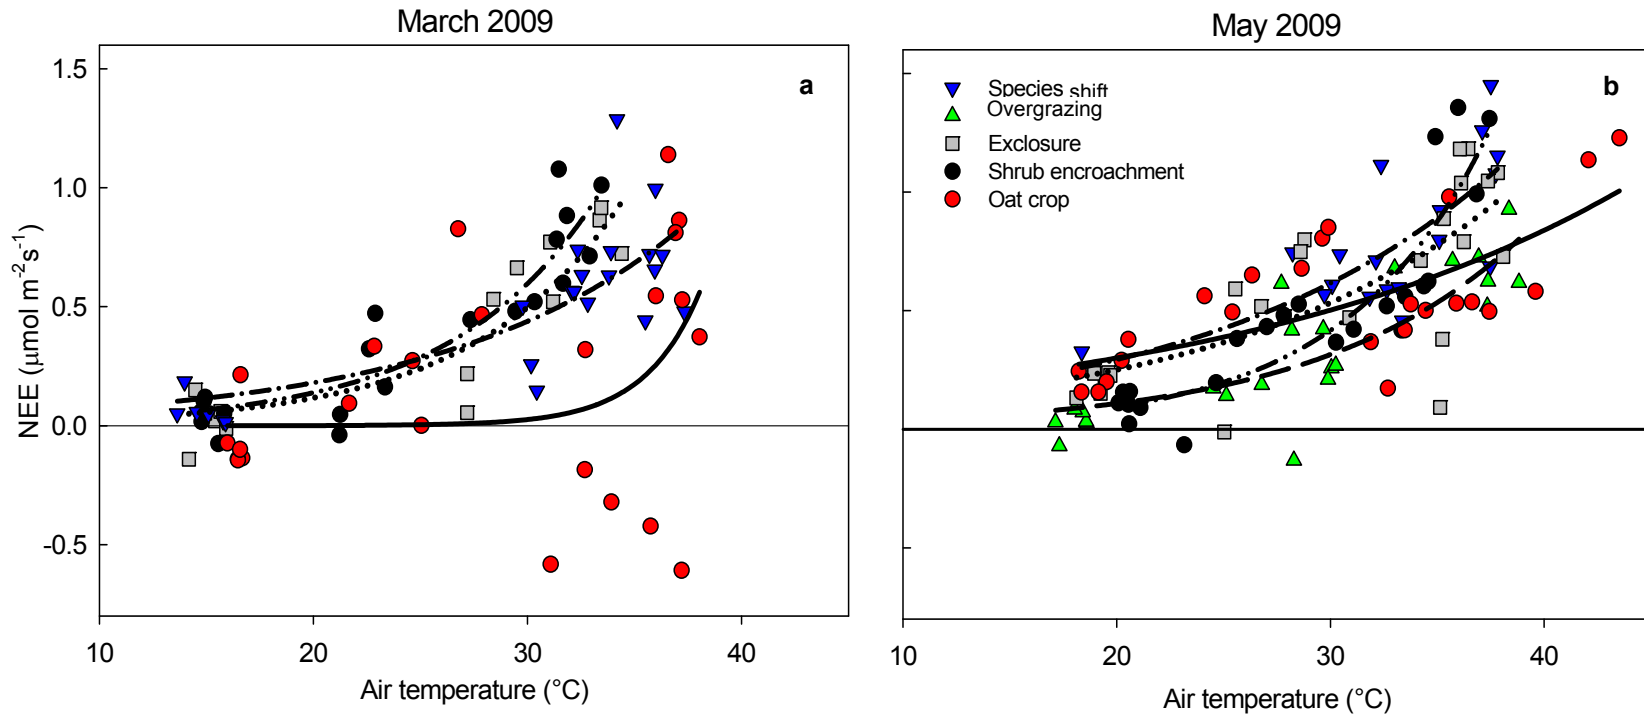 March 2009
May 2009
1.5
1.0
0.5
0.0
-0.5
NEE (μmol m⁻²s⁻¹)
a
10 20 30 40
Air temperature (°C)
b
Species shift
Overgrazing
Exclosure
Shrub encroachment
Oat crop
10 20 30 40
Air temperature (°C)